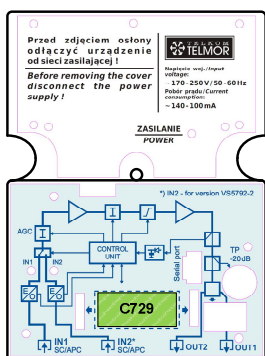 Przed zdjęciem osłony
odłączyć urządzenie
od sieci zasilającej !
Before removing the cover
disconnect the power
supply !
TELKOM
TELMOR
Napięcie wej./Input
voltage:
~170-250V/50-60Hz
Pobór prądu/Current
consumption:
~140-100mA
ZASILANIE
POWER
*) IN2 - for version VS5792-2
AGC
IN1
IN2
CONTROL
UNIT
Serial port
TP
-20dB
E
O
E
O
C729
IN1
SC/APC
IN2*
SC/APC
OUT2
OUT1